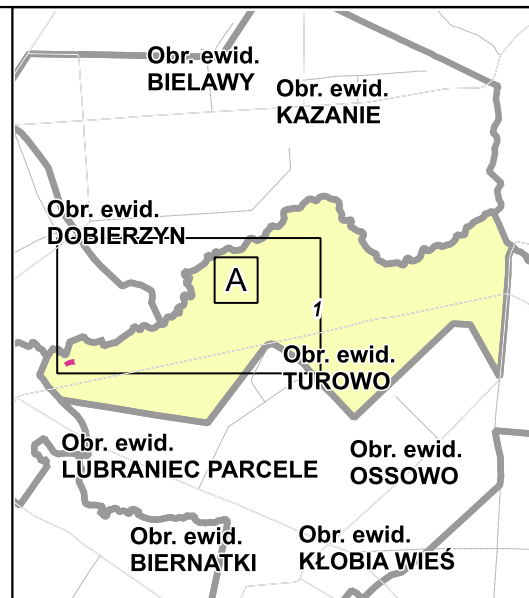 Obr. ewid.
BIELAWY
Obr. ewid.
KAZANIE
Obr. ewid.
DOBIERZYN
A
1
Obr. ewid.
TUROWO
Obr. ewid.
LUBRANIEC PARCELE
Obr. ewid.
OSSOWO
Obr. ewid.
BIERNATKI
Obr. ewid.
KŁOBIA WIEŚ